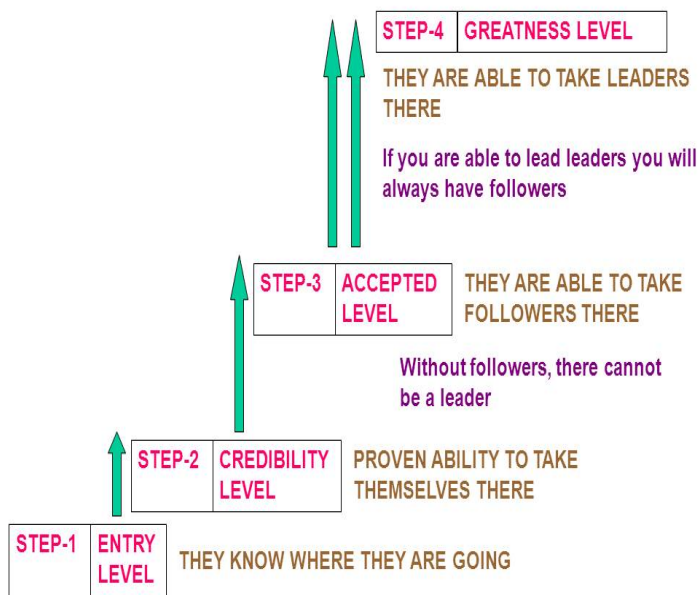 STEP-4 GREATNESS LEVEL
THEY ARE ABLE TO TAKE LEADERS
THERE
If you are able to lead leaders you will
always have followers
STEP-3 ACCEPTED
LEVEL
THEY ARE ABLE TO TAKE
FOLLOWERS THERE
Without followers, there cannot
be a leader
STEP-2 CREDIBILITY
LEVEL
PROVEN ABILITY TO TAKE
THEMSELVES THERE
STEP-1 ENTRY
LEVEL
THEY KNOW WHERE THEY ARE GOING